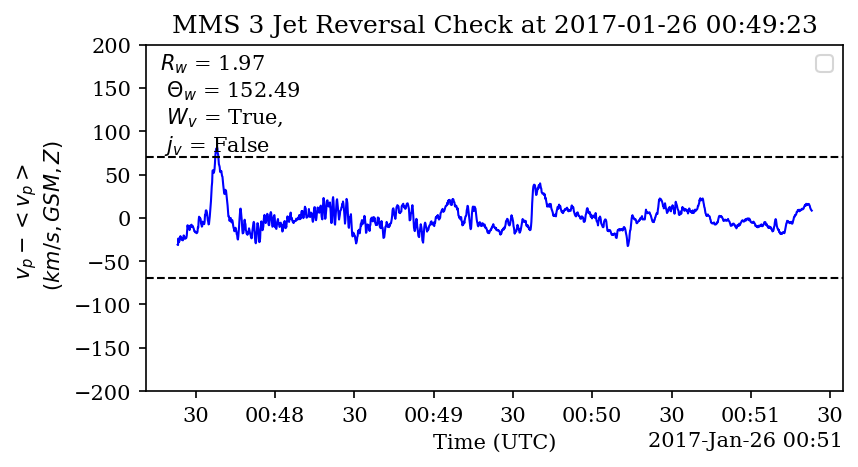 MMS 3 Jet Reversal Check at 2017-01-26 00:49:23
R_w = 1.97
Θ_w = 152.49
W_v = True,
j_v = False
200
150
100
50
0
−50
−100
−150
−200
v_p − < v_p >
(km/s, GSM, Z)
30 00:48 30 00:49 30 00:50 30 00:51 30
Time (UTC) 2017-Jan-26 00:51